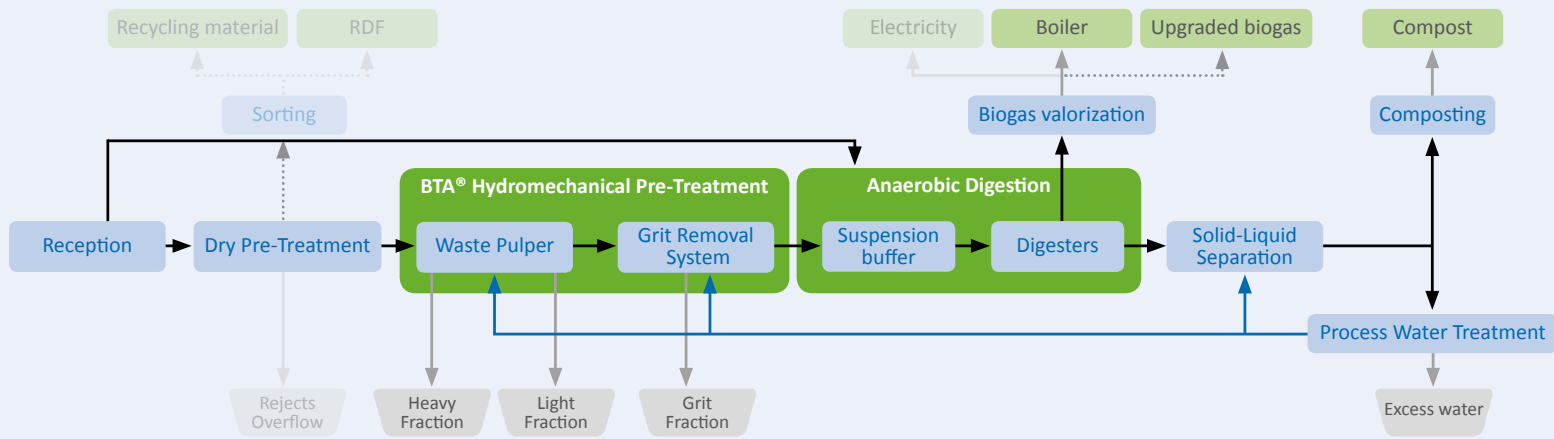 Recycling material
RDF
Electricity
Boiler
Upgraded biogas
Compost
Sorting
Biogas valorization
Composting
BTA® Hydromechanical Pre-Treatment
Anaerobic Digestion
Reception
Dry Pre-Treatment
Waste Pulper
Grit Removal
System
Suspension
buffer
Digesters
Solid-Liquid
Separation
Process Water Treatment
Rejects
Overflow
Heavy
Fraction
Light
Fraction
Grit
Fraction
Excess water